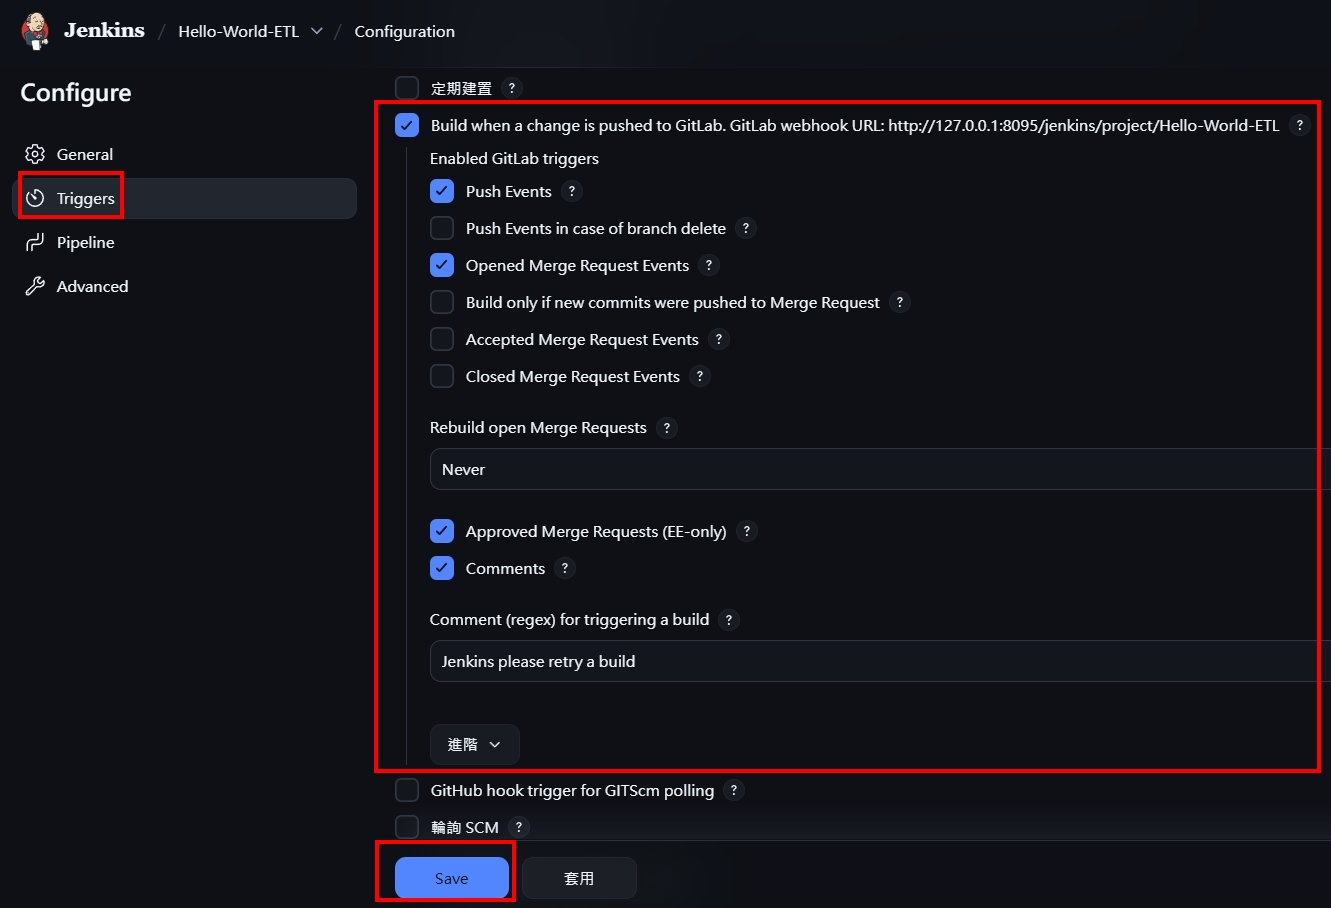 Jenkins / Hello-World-ETL / Configuration
Configure
General
Triggers
Pipeline
Advanced
定期建置 ?
Build when a change is pushed to GitLab. GitLab webhook URL: http://127.0.0.1:8095/jenkins/project/Hello-World-ETL ?
Enabled GitLab triggers
Push Events ?
Push Events in case of branch delete ?
Opened Merge Request Events ?
Build only if new commits were pushed to Merge Request ?
Accepted Merge Request Events ?
Closed Merge Request Events ?
Rebuild open Merge Requests ?
Never
Approved Merge Requests (EE-only) ?
Comments ?
Comment (regex) for triggering a build ?
Jenkins please retry a build
進階
GitHub hook trigger for GITScm polling ?
輪詢 SCM ?
Save
套用